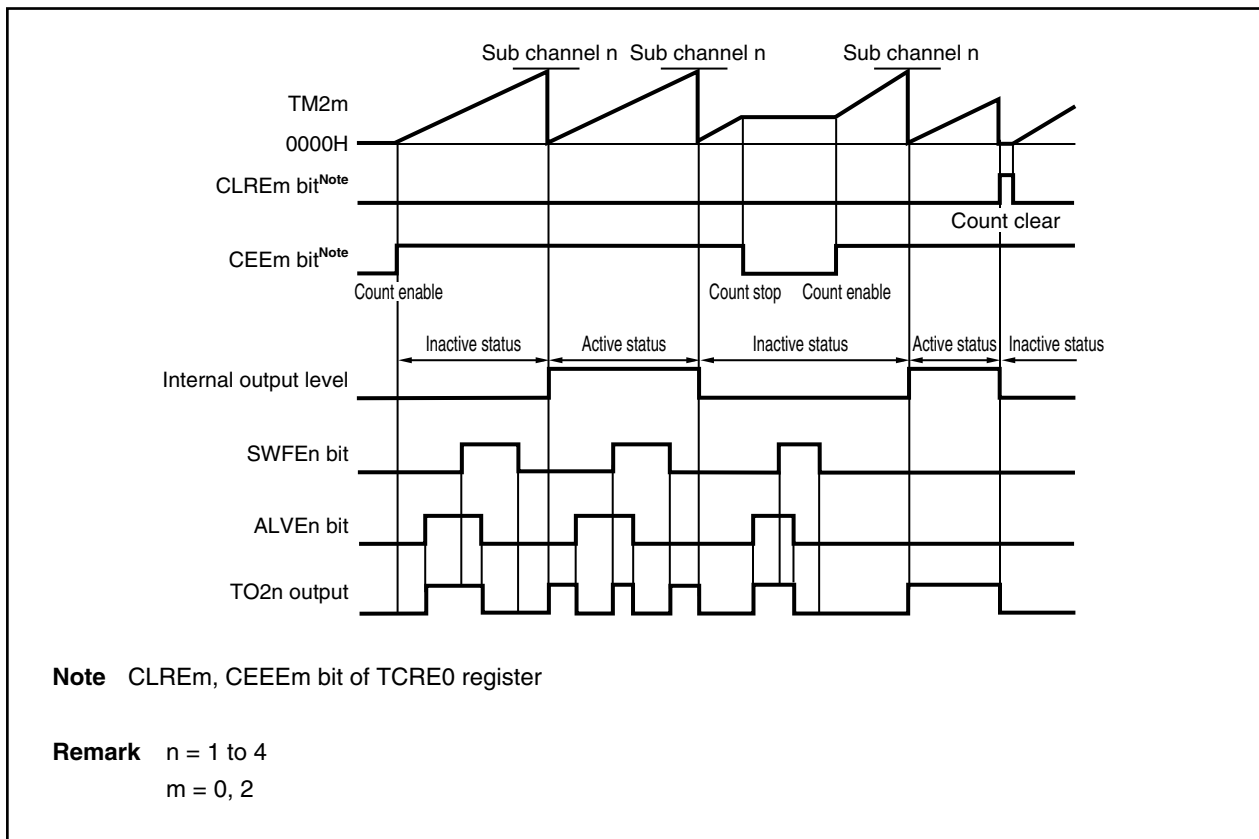 Sub channel n Sub channel n Sub channel n
TM2m
0000H
CLREm bitNote
Count clear
CEEm bitNote
Count enable Count stop Count enable
Inactive status Active status Inactive status Active status Inactive status
Internal output level
SWFEn bit
ALVEn bit
TO2n output
Note CLREm, CEEEm bit of TCRE0 register
Remark n = 1 to 4
m = 0, 2